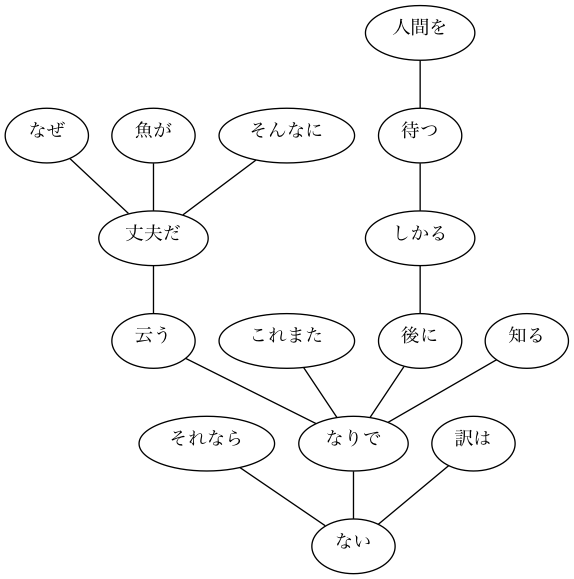 人間を
なぜ
魚が
そんなに
待つ
丈夫だ
しかる
云う
これまた
後に
知る
それなら
なりで
訳は
ない